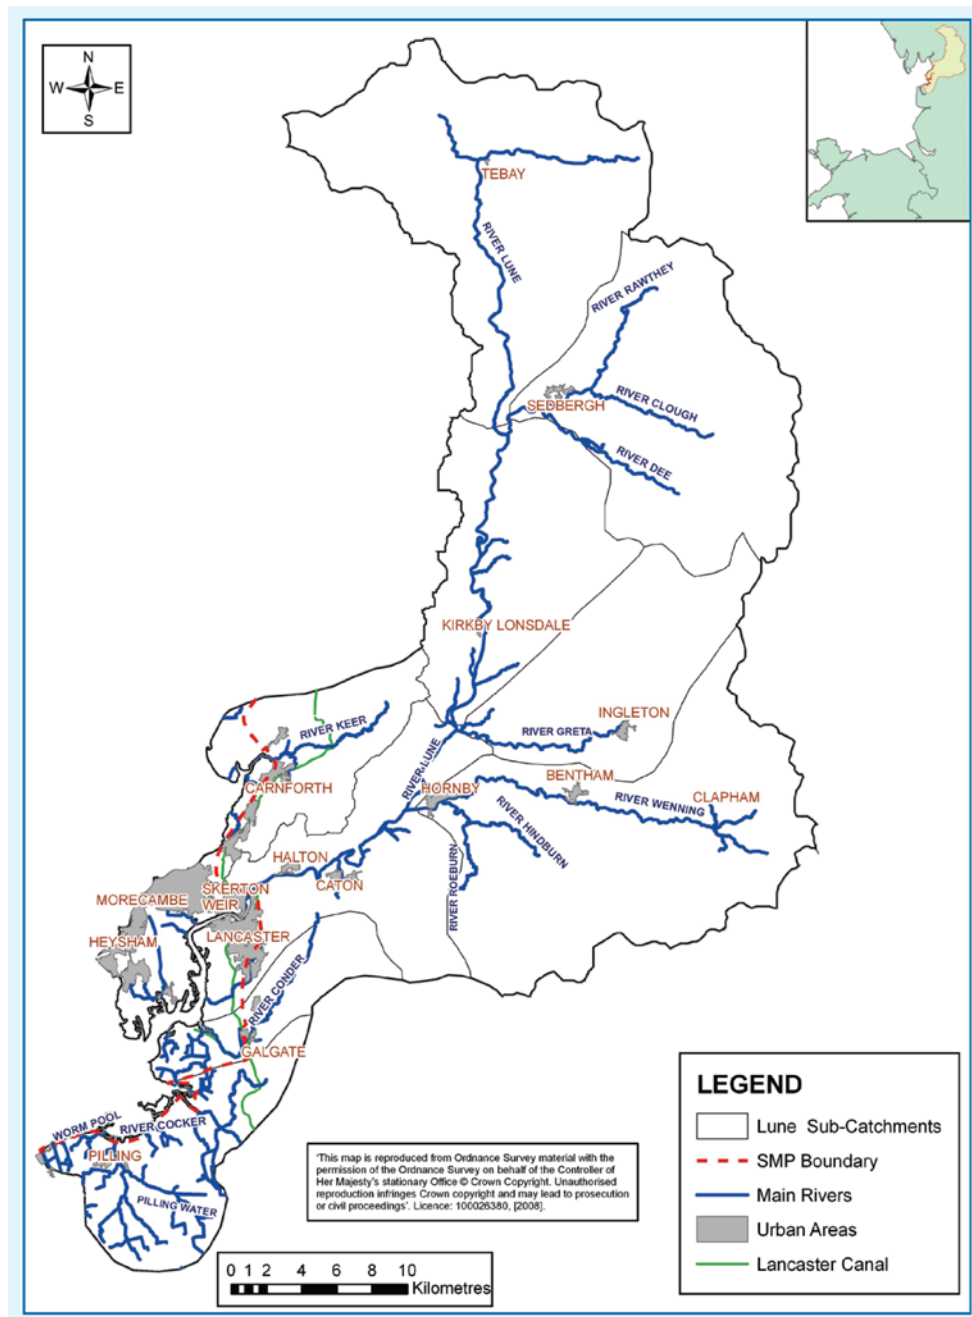 N
W E
S
TEBAY
RIVER LUNE
RIVER RAWTHEY
SEDBERGH
RIVER CLOUGH
RIVER DEE
KIRKBY LONSDALE
INGLETON
RIVER GRETA
RIVER KEER
RIVER LUNE
CARNFORTH
HORNBY
BENTHAM
RIVER WENNING
CLAPHAM
RIVER HINDBURN
RIVER ROEBURN
HALTON
CATON
SKERTON
WEIR
MORECAMBE
HEYSHAM
LANCASTER
RIVER CONDER
GALGATE
WORM POOL
RIVER COCKER
PILLING
PILLING WATER
LEGEND
Lune Sub-Catchments
SMP Boundary
Main Rivers
Urban Areas
Lancaster Canal
'This map is reproduced from Ordnance Survey material with the
permission of the Ordnance Survey on behalf of the Controller of
Her Majesty's stationary Office © Crown Copyright. Unauthorised
reproduction infringes Crown copyright and may lead to prosecution
or civil proceedings'. Licence: 100026380, [2008].
0 1 2 4 6 8 10
Kilometres